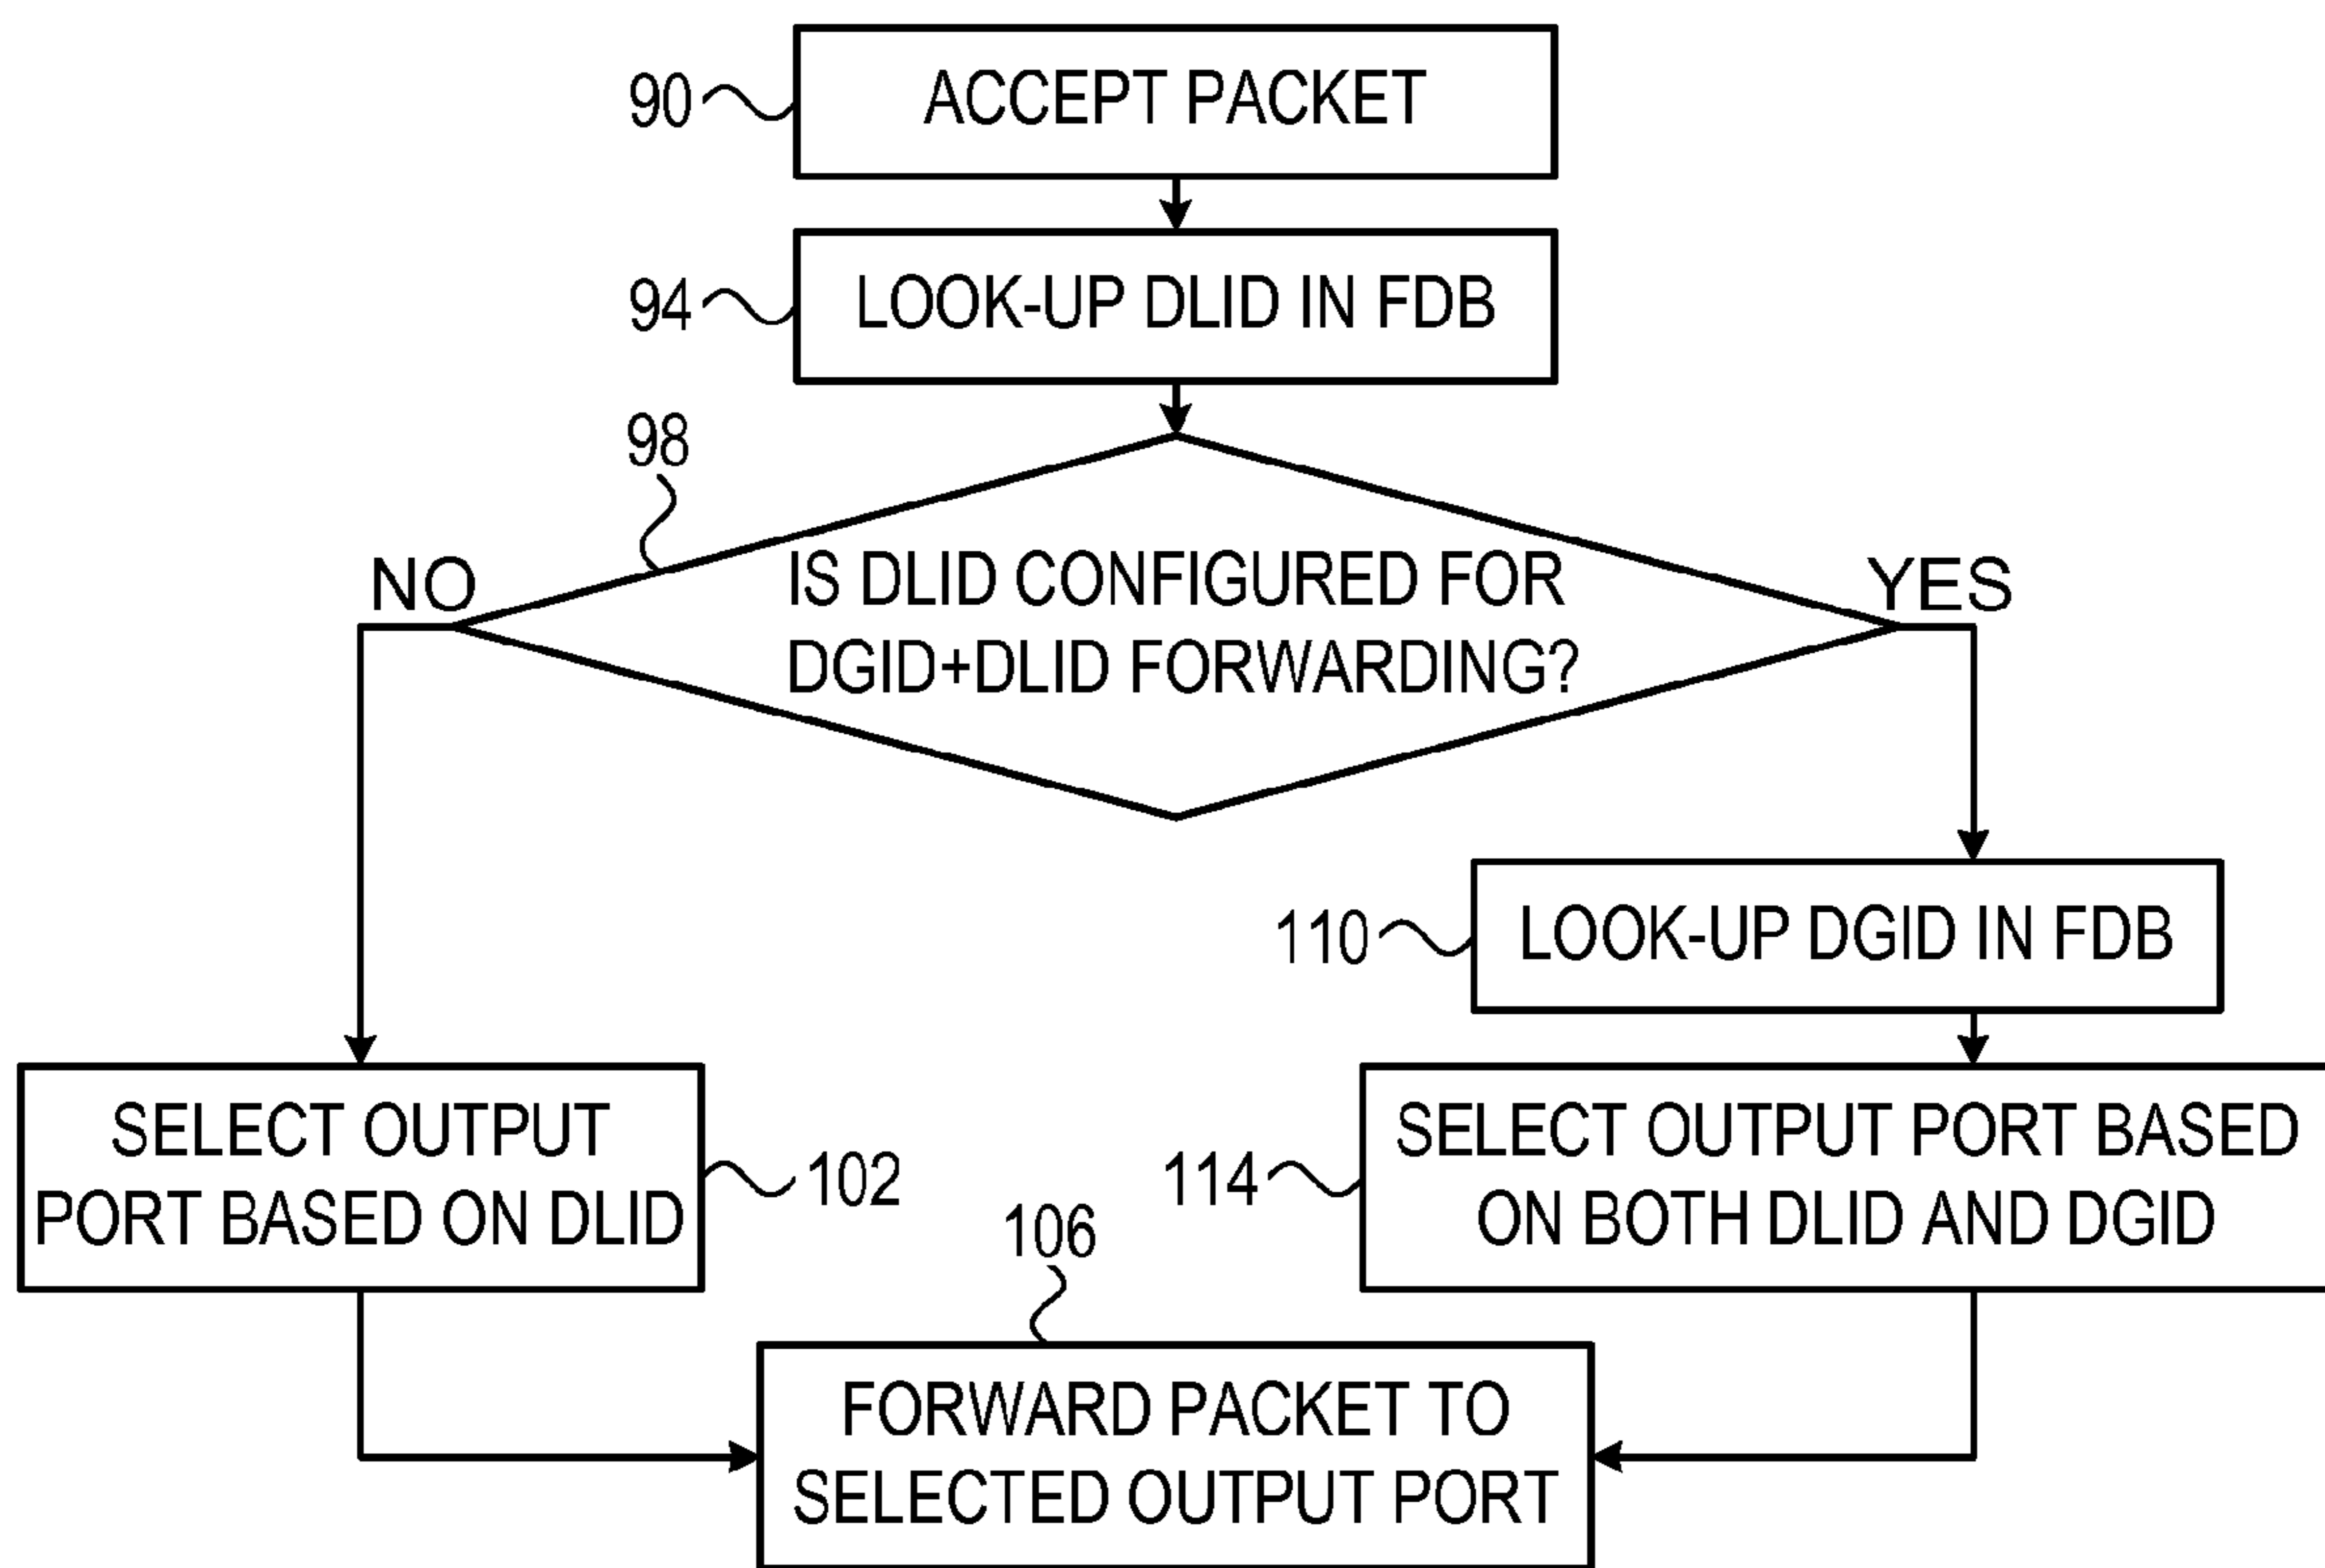 90
ACCEPT PACKET
94
LOOK-UP DLID IN FDB
98
NO
IS DLID CONFIGURED FOR
DGID+DLID FORWARDING?
YES
110
LOOK-UP DGID IN FDB
SELECT OUTPUT
PORT BASED ON DLID
102
114
SELECT OUTPUT PORT BASED
ON BOTH DLID AND DGID
106
FORWARD PACKET TO
SELECTED OUTPUT PORT